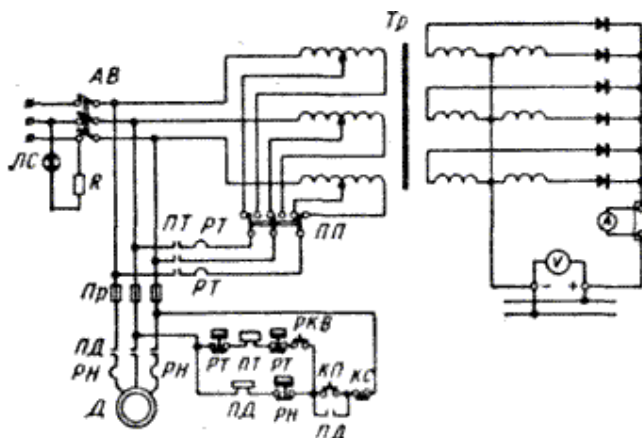 Тр
АВ
ЛС
R
ПТ РТ
ПП
А
РТ
V
Пр
- +
РКВ
ПД
РТ ПТ РТ
КП КС
РН РН
ПД РН
Д
ПД